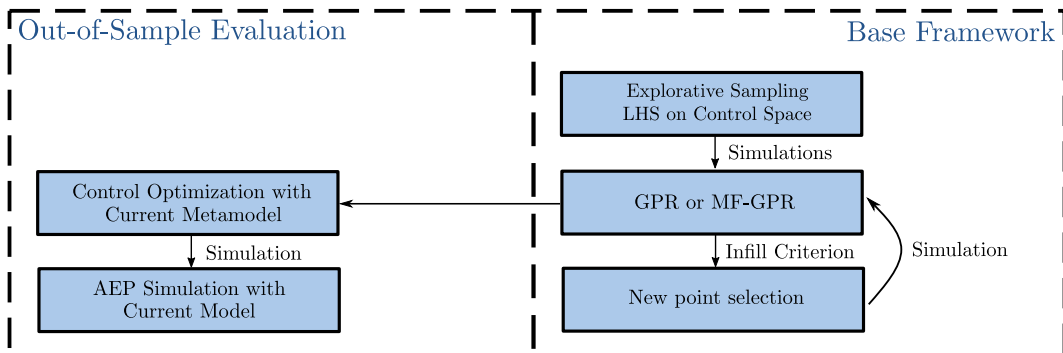 Out-of-Sample Evaluation
Base Framework
Explorative Sampling
LHS on Control Space
Simulations
GPR or MF-GPR
Infill Criterion
New point selection
Simulation
Control Optimization with
Current Metamodel
Simulation
AEP Simulation with
Current Model